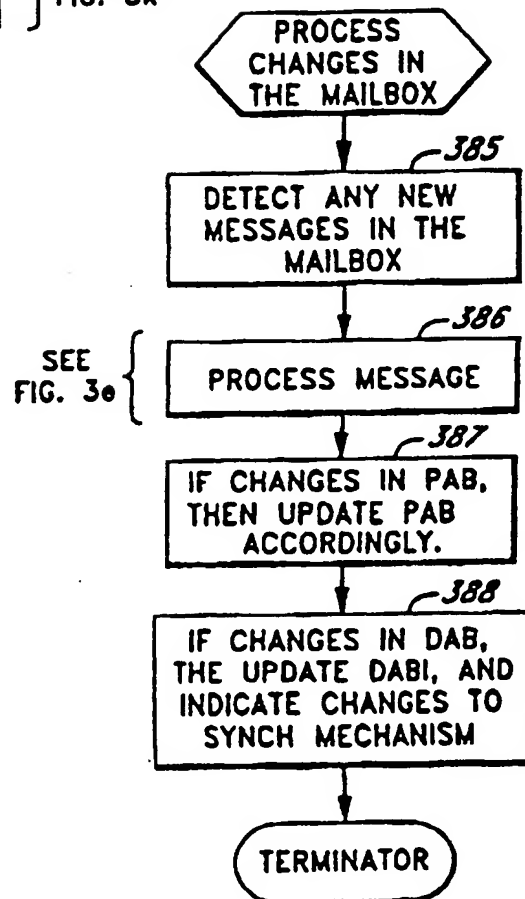 PROCESS
CHANGES IN
THE MAILBOX
385
DETECT ANY NEW
MESSAGES IN THE
MAILBOX
386
SEE
FIG. 3e
PROCESS MESSAGE
387
IF CHANGES IN PAB,
THEN UPDATE PAB
ACCORDINGLY.
388
IF CHANGES IN DAB,
THE UPDATE DABI, AND
INDICATE CHANGES TO
SYNCH MECHANISM
TERMINATOR